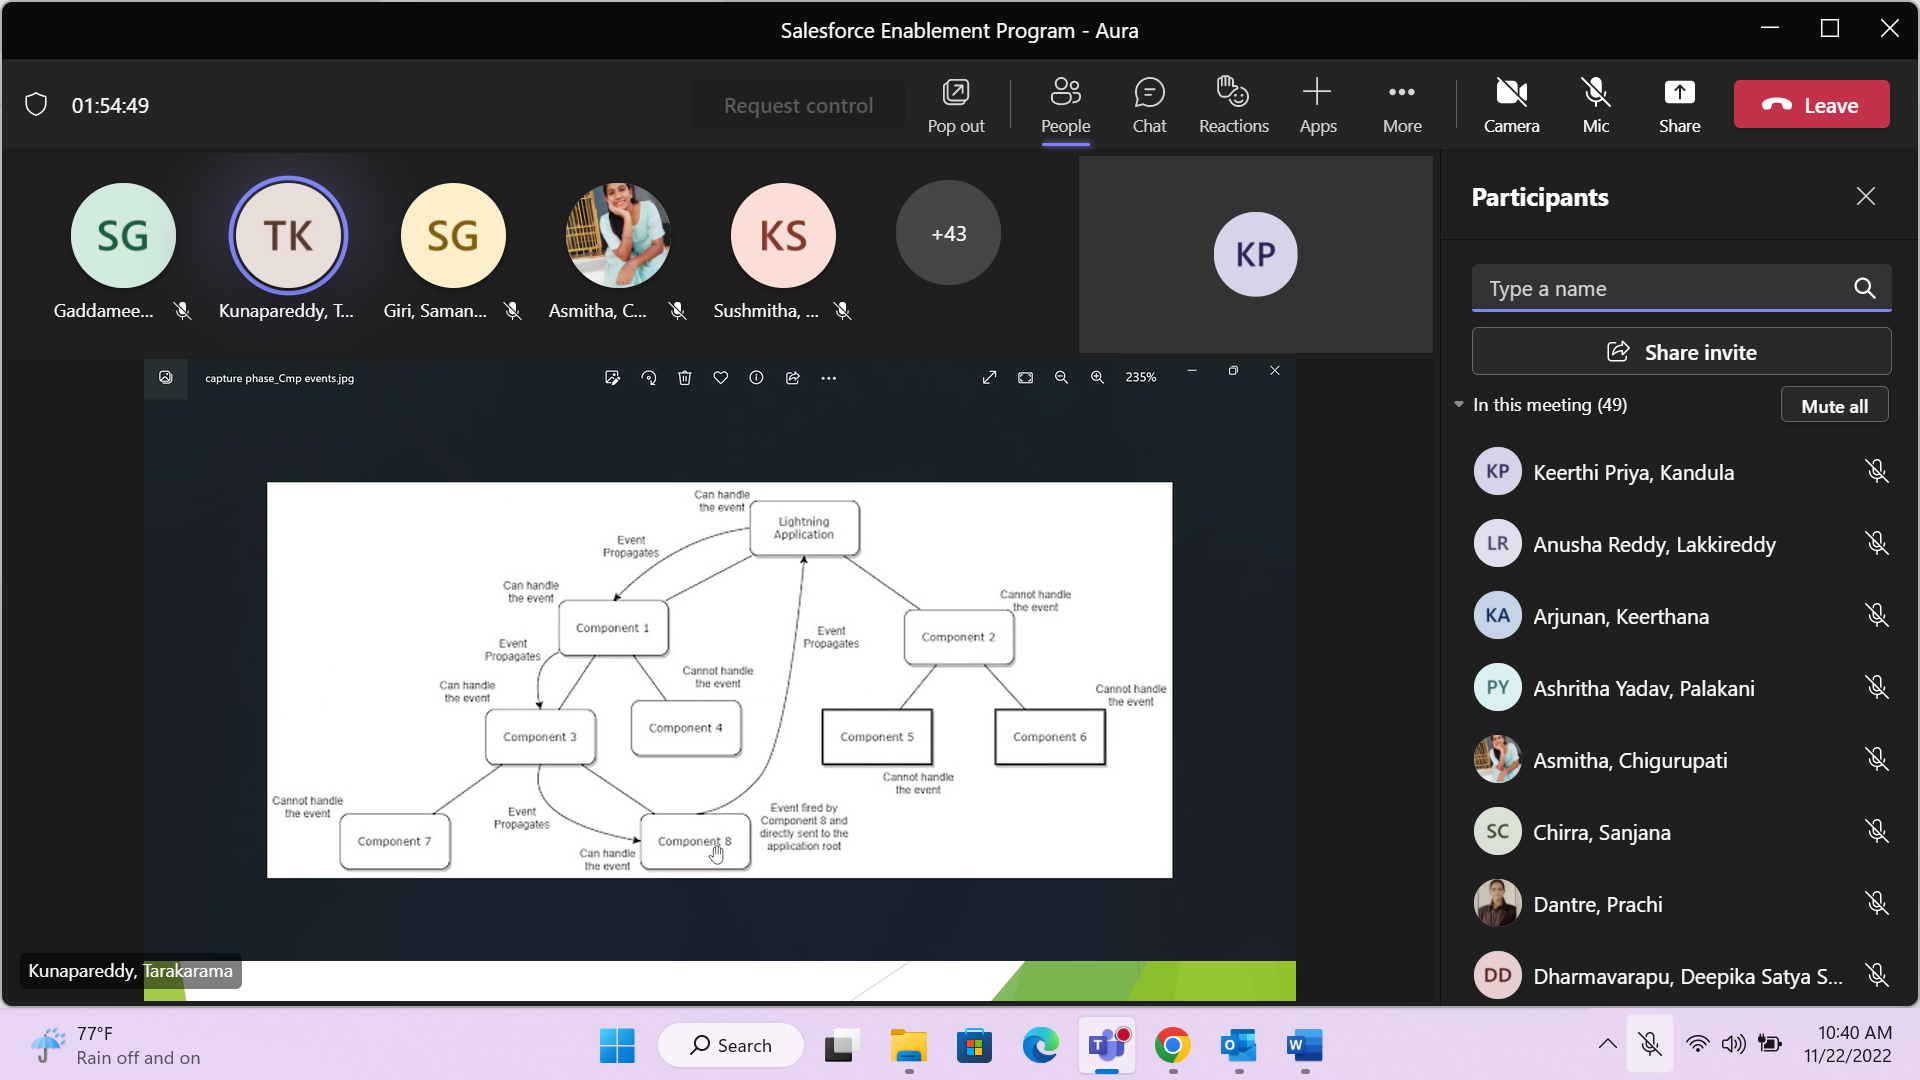 Salesforce Enablement Program - Aura
01:54:49
Request control
Pop out
People
Chat
Reactions
Apps
More
Camera
Mic
Share
Leave
SG
TK
SG
KS
+43
KP
Gaddamee...
Kunapareddy, T...
Giri, Saman...
Asmitha, C...
Sushmitha, ...
Participants
Type a name
Share invite
In this meeting (49)
Mute all
KP
Keerthi Priya, Kandula
LR
Anusha Reddy, Lakkireddy
KA
Arjunan, Keerthana
PY
Ashritha Yadav, Palakani
Asmitha, Chigurupati
SC
Chirra, Sanjana
Dantre, Prachi
DD
Dharmavarapu, Deepika Satya S...
capture phase_Cmp events.jpg
235%
Can handle
the event
Lightning
Application
Event
Propagates
Can handle
the event
Component 1
Cannot handle
the event
Component 2
Event
Propagates
Event
Propagates
Cannot handle
the event
Can handle
the event
Cannot handle
the event
Component 3
Component 4
Component 5
Component 6
Cannot handle
the event
Cannot handle
the event
Event
Propagates
Event fired by
Component 8 and
directly sent to the
application root
Component 7
Component 8
Can handle
the event
Kunapareddy, Tarakarama
77°F
Rain off and on
Search
10:40 AM
11/22/2022